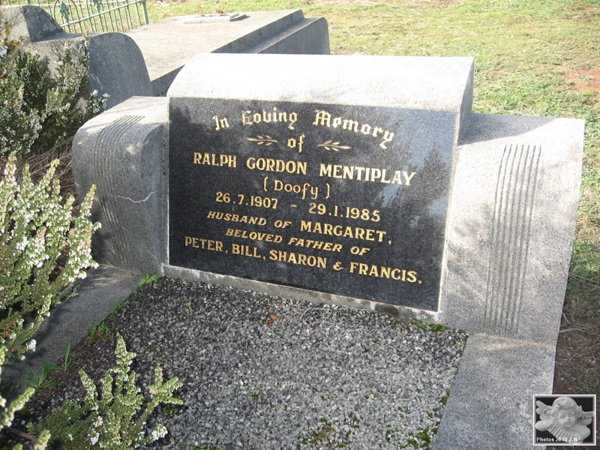 In Loving Memory
of
RALPH GORDON MENTIPLAY
(Doofy)
26.7.1907 - 29.1.1985
HUSBAND OF MARGARET,
BELOVED FATHER OF
PETER, BILL, SHARON & FRANCIS.